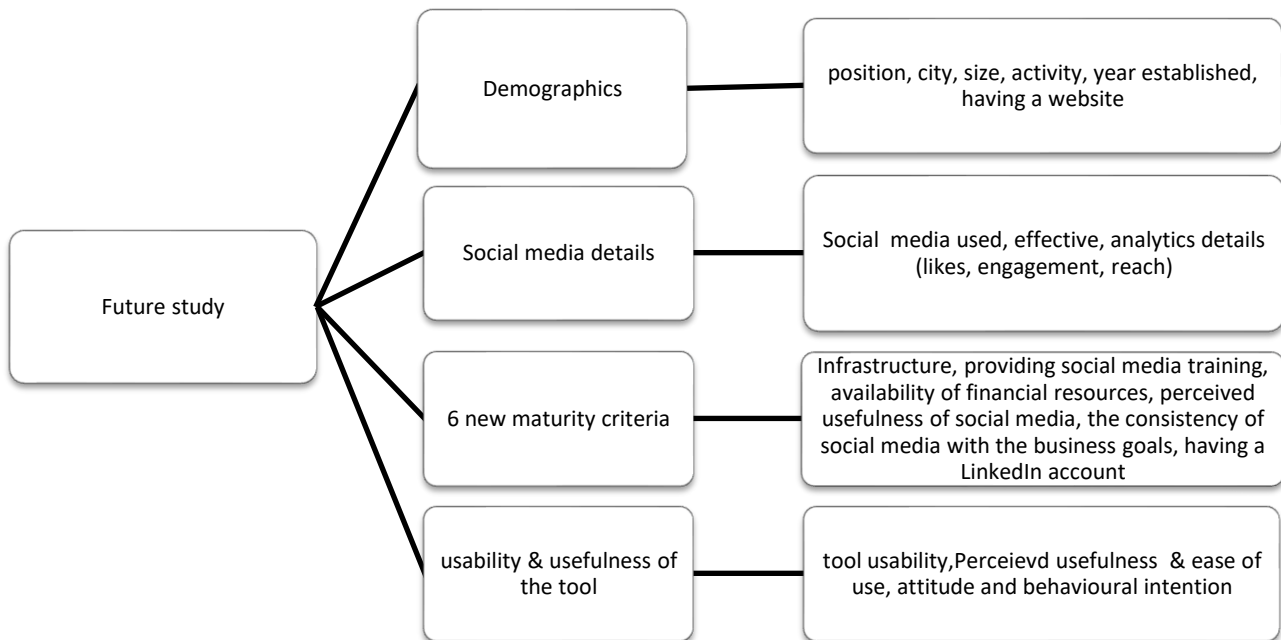 Future study
Demographics
position, city, size, activity, year established,
having a website
Social media details
Social  media used, effective, analytics details
(likes, engagement, reach)
6 new maturity criteria
Infrastructure, providing social media training,
availability of financial resources, perceived
usefulness of social media, the consistency of
social media with the business goals, having a
LinkedIn account
usability & usefulness of
the tool
tool usability,Perceievd usefulness  & ease of
use, attitude and behavioural intention